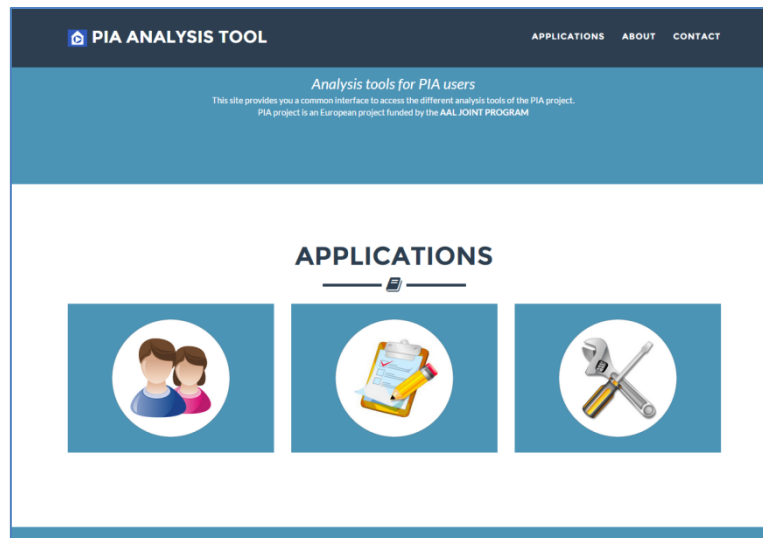 PIA ANALYSIS TOOL
APPLICATIONS ABOUT CONTACT
Analysis tools for PIA users
This site provides you a common interface to access the different analysis tools of the PIA project.
PIA project is an European project funded by the AAL JOINT PROGRAM
APPLICATIONS